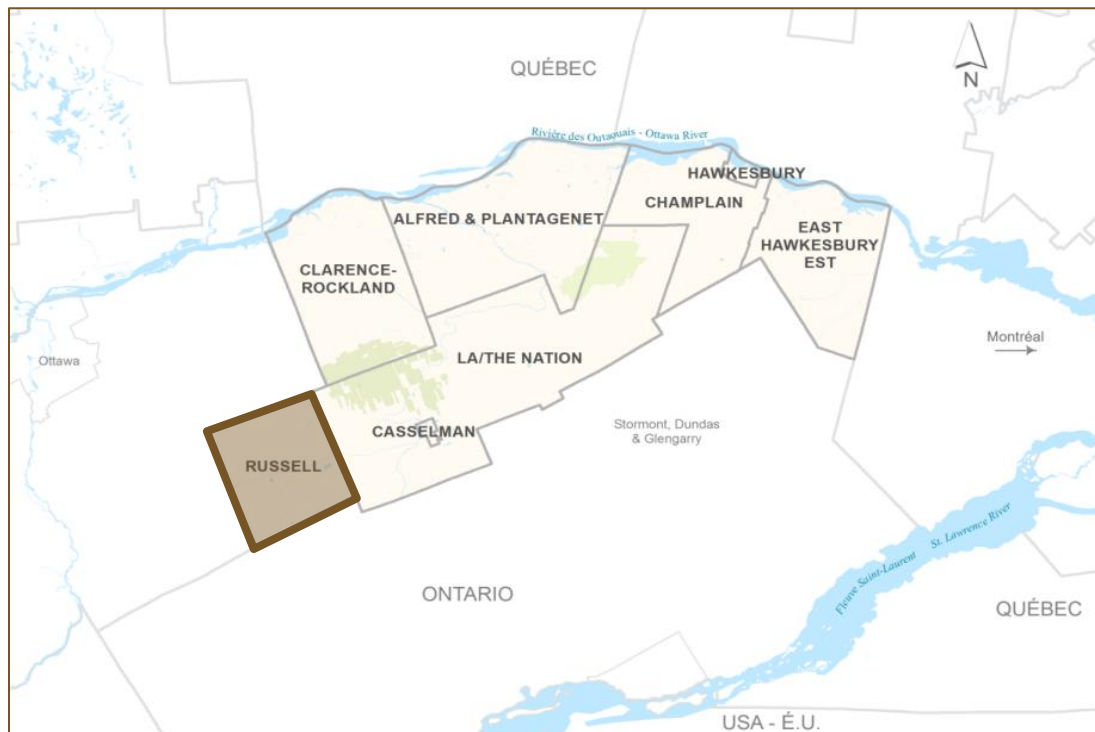 QUÉBEC
N
Rivière des Outaouais - Ottawa River
HAWKESBURY
CHAMPLAIN
ALFRED & PLANTAGENET
EAST
HAWKESBURY
EST
CLARENCE-
ROCKLAND
Montréal
Ottawa
LA/THE NATION
Stormont, Dundas
& Glengarry
CASSELMAN
RUSSELL
Fleuve Saint-Laurent St. Lawrence River
ONTARIO
QUÉBEC
USA - É.U.